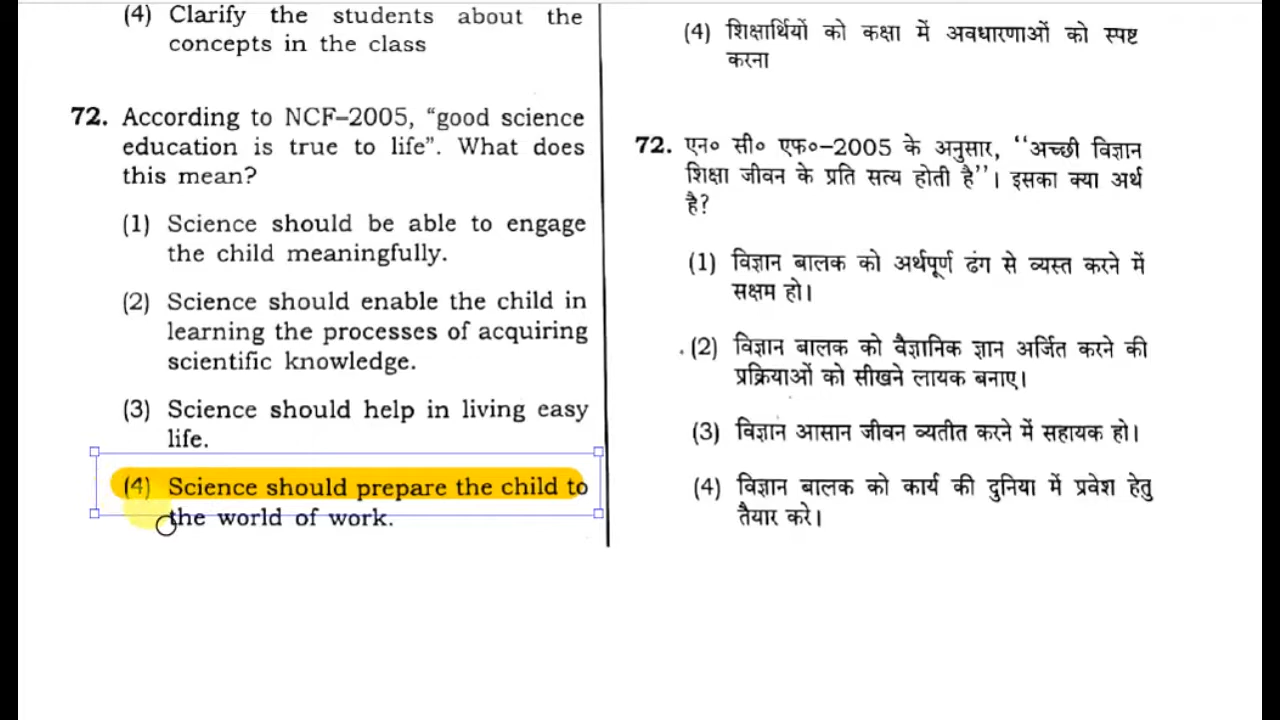 (4) Clarify the students about the
concepts in the class
72. According to NCF–2005, “good science
education is true to life”. What does
this mean?
(1) Science should be able to engage
the child meaningfully.
(2) Science should enable the child in
learning the processes of acquiring
scientific knowledge.
(3) Science should help in living easy
life.
(4) Science should prepare the child to
the world of work.
(4) शिक्षार्थियों को कक्षा में अवधारणाओं को स्पष्ट
करना
72. एन० सी० एफ०–2005 के अनुसार, ‘‘अच्छी विज्ञान
शिक्षा जीवन के प्रति सत्य होती है’’। इसका क्या अर्थ
है?
(1) विज्ञान बालक को अर्थपूर्ण ढंग से व्यस्त करने में
सक्षम हो।
(2) विज्ञान बालक को वैज्ञानिक ज्ञान अर्जित करने की
प्रक्रियाओं को सीखने लायक बनाए।
(3) विज्ञान आसान जीवन व्यतीत करने में सहायक हो।
(4) विज्ञान बालक को कार्य की दुनिया में प्रवेश हेतु
तैयार करे।